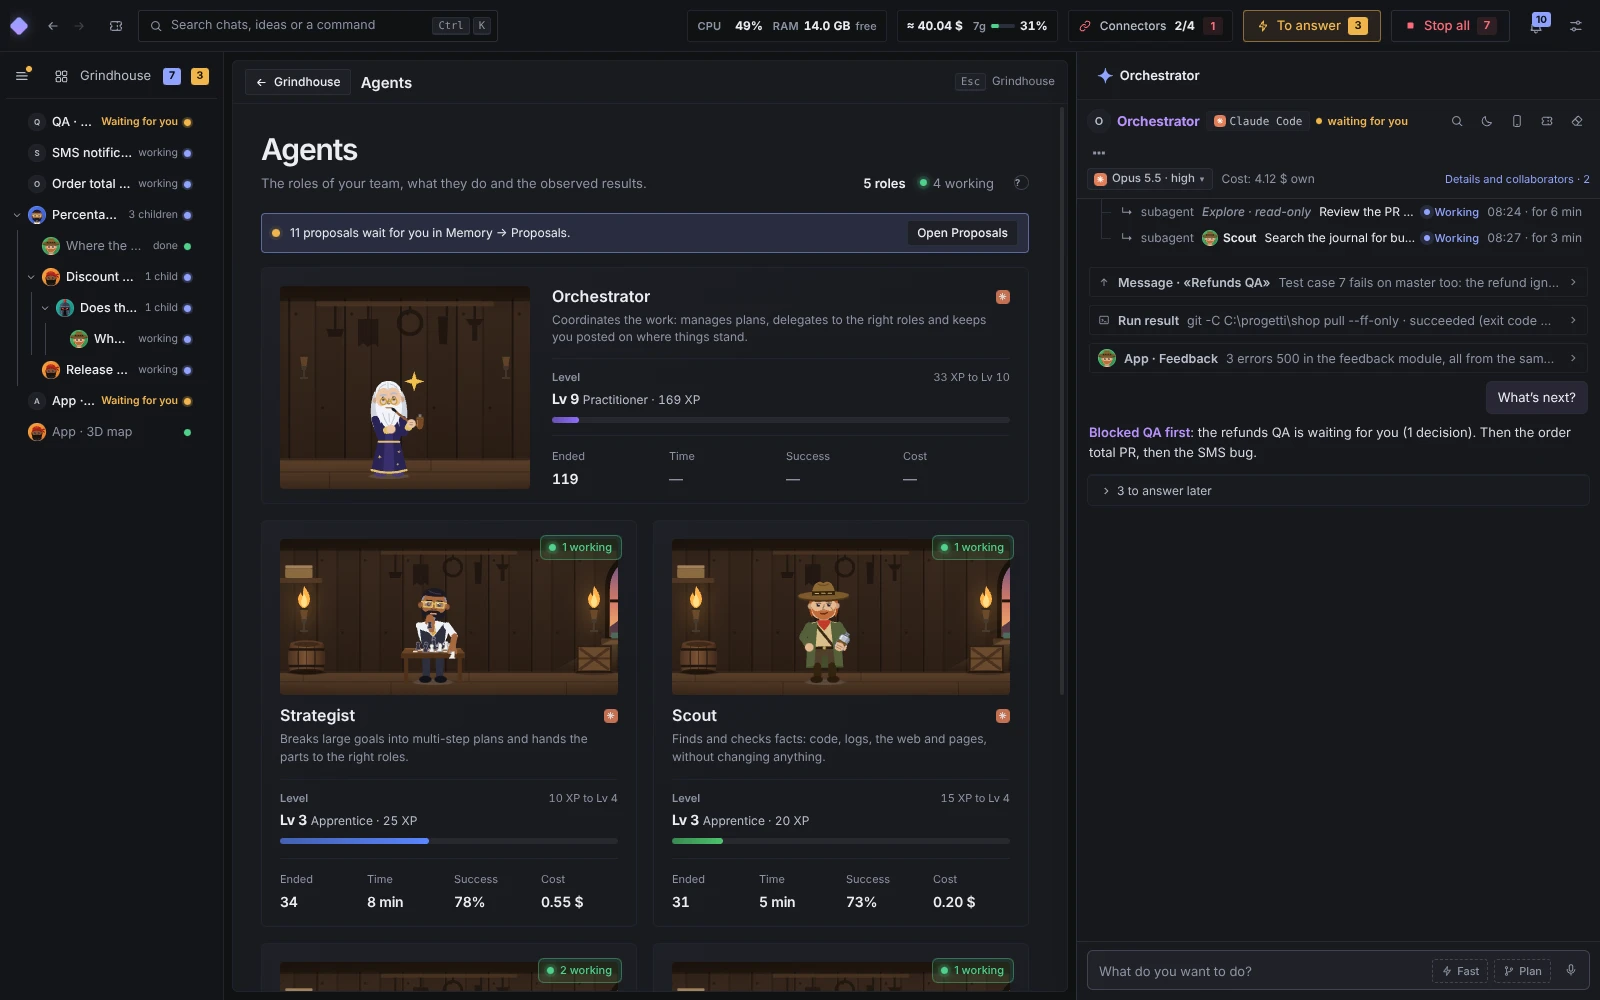 Search chats, ideas or a command Ctrl K
CPU 49% RAM 14.0 GB free
≈ 40.04 $ 7g 31%
Connectors 2/4 1
To answer 3
Stop all 7
10
Grindhouse 7 3
Q QA · ... Waiting for you
S SMS notific... working
O Order total ... working
Percenta... 3 children
Where the ... done
Discount ... 1 child
Does th... 1 child
Wh... working
Release ... working
A App ·... Waiting for you
App · 3D map
← Grindhouse Agents Esc Grindhouse
Agents
The roles of your team, what they do and the observed results. 5 roles 4 working ?
11 proposals wait for you in Memory → Proposals. Open Proposals
Orchestrator
Coordinates the work: manages plans, delegates to the right roles and keeps
you posted on where things stand.
Level 33 XP to Lv 10
Lv 9 Practitioner · 169 XP
Ended Time Success Cost
119 — — —
1 working
Strategist
Breaks large goals into multi-step plans and hands the
parts to the right roles.
Level 10 XP to Lv 4
Lv 3 Apprentice · 25 XP
Ended Time Success Cost
34 8 min 78% 0.55 $
1 working
Scout
Finds and checks facts: code, logs, the web and pages,
without changing anything.
Level 15 XP to Lv 4
Lv 3 Apprentice · 20 XP
Ended Time Success Cost
31 5 min 73% 0.20 $
2 working
1 working
Orchestrator
O Orchestrator Claude Code waiting for you
Opus 5.5 · high Cost: 4.12 $ own Details and collaborators · 2
subagent Explore · read-only Review the PR ... Working 08:24 · for 6 min
subagent Scout Search the journal for bu... Working 08:27 · for 3 min
Message · «Refunds QA» Test case 7 fails on master too: the refund ign...
Run result git -C C:\progetti\shop pull --ff-only · succeeded (exit code ...
App · Feedback 3 errors 500 in the feedback module, all from the sam...
What's next?
Blocked QA first: the refunds QA is waiting for you (1 decision). Then the order
total PR, then the SMS bug.
3 to answer later
What do you want to do? Fast Plan